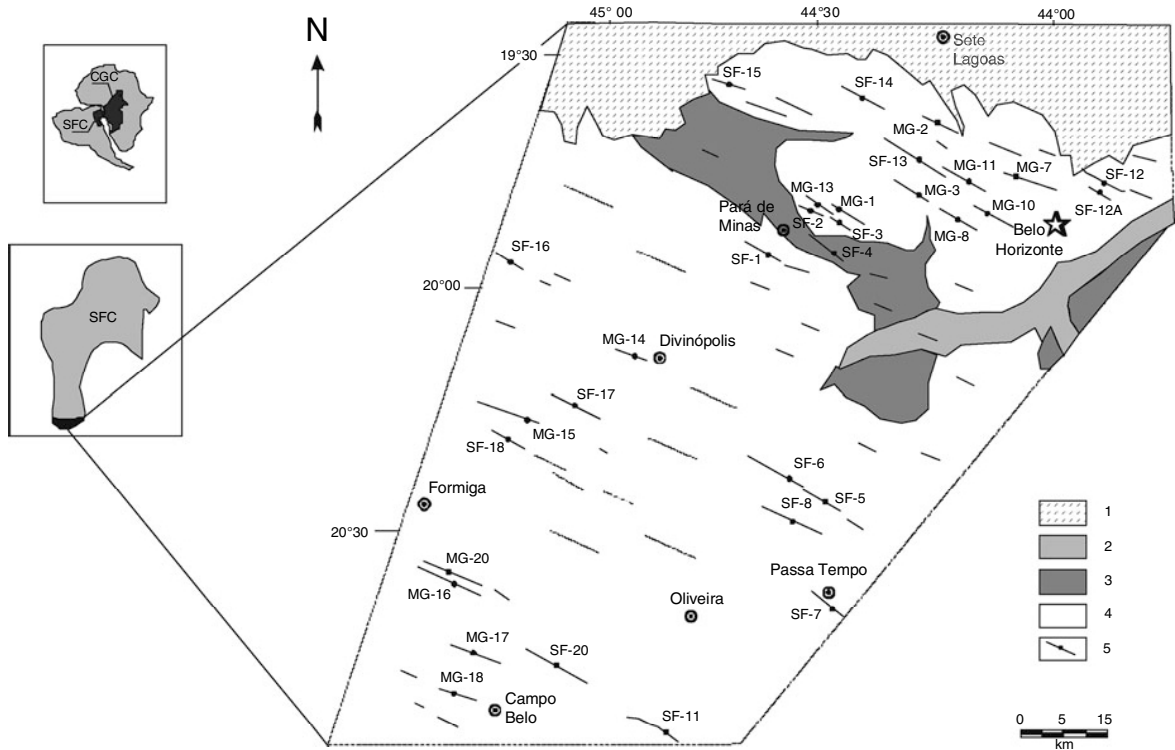 45° 00
44°30
44°00
N
19°30
CGC
SFC
Sete
Lagoas
SF-15
SF-14
MG-2
SF-13
MG-11
MG-7
SF-12
MG-13
MG-1
MG-3
MG-10
SF-12A
Pará de
Minas
SF-2
SF-3
MG-8
Belo
Horizonte
SF-1
SF-4
SF-16
20°00
SFC
MG-14
Divinópolis
SF-17
MG-15
SF-18
SF-6
Formiga
SF-5
SF-8
1
20°30
2
MG-20
Passa Tempo
3
MG-16
Oliveira
SF-7
4
MG-17
SF-20
5
MG-18
Campo
Belo
SF-11
0 5 15
km